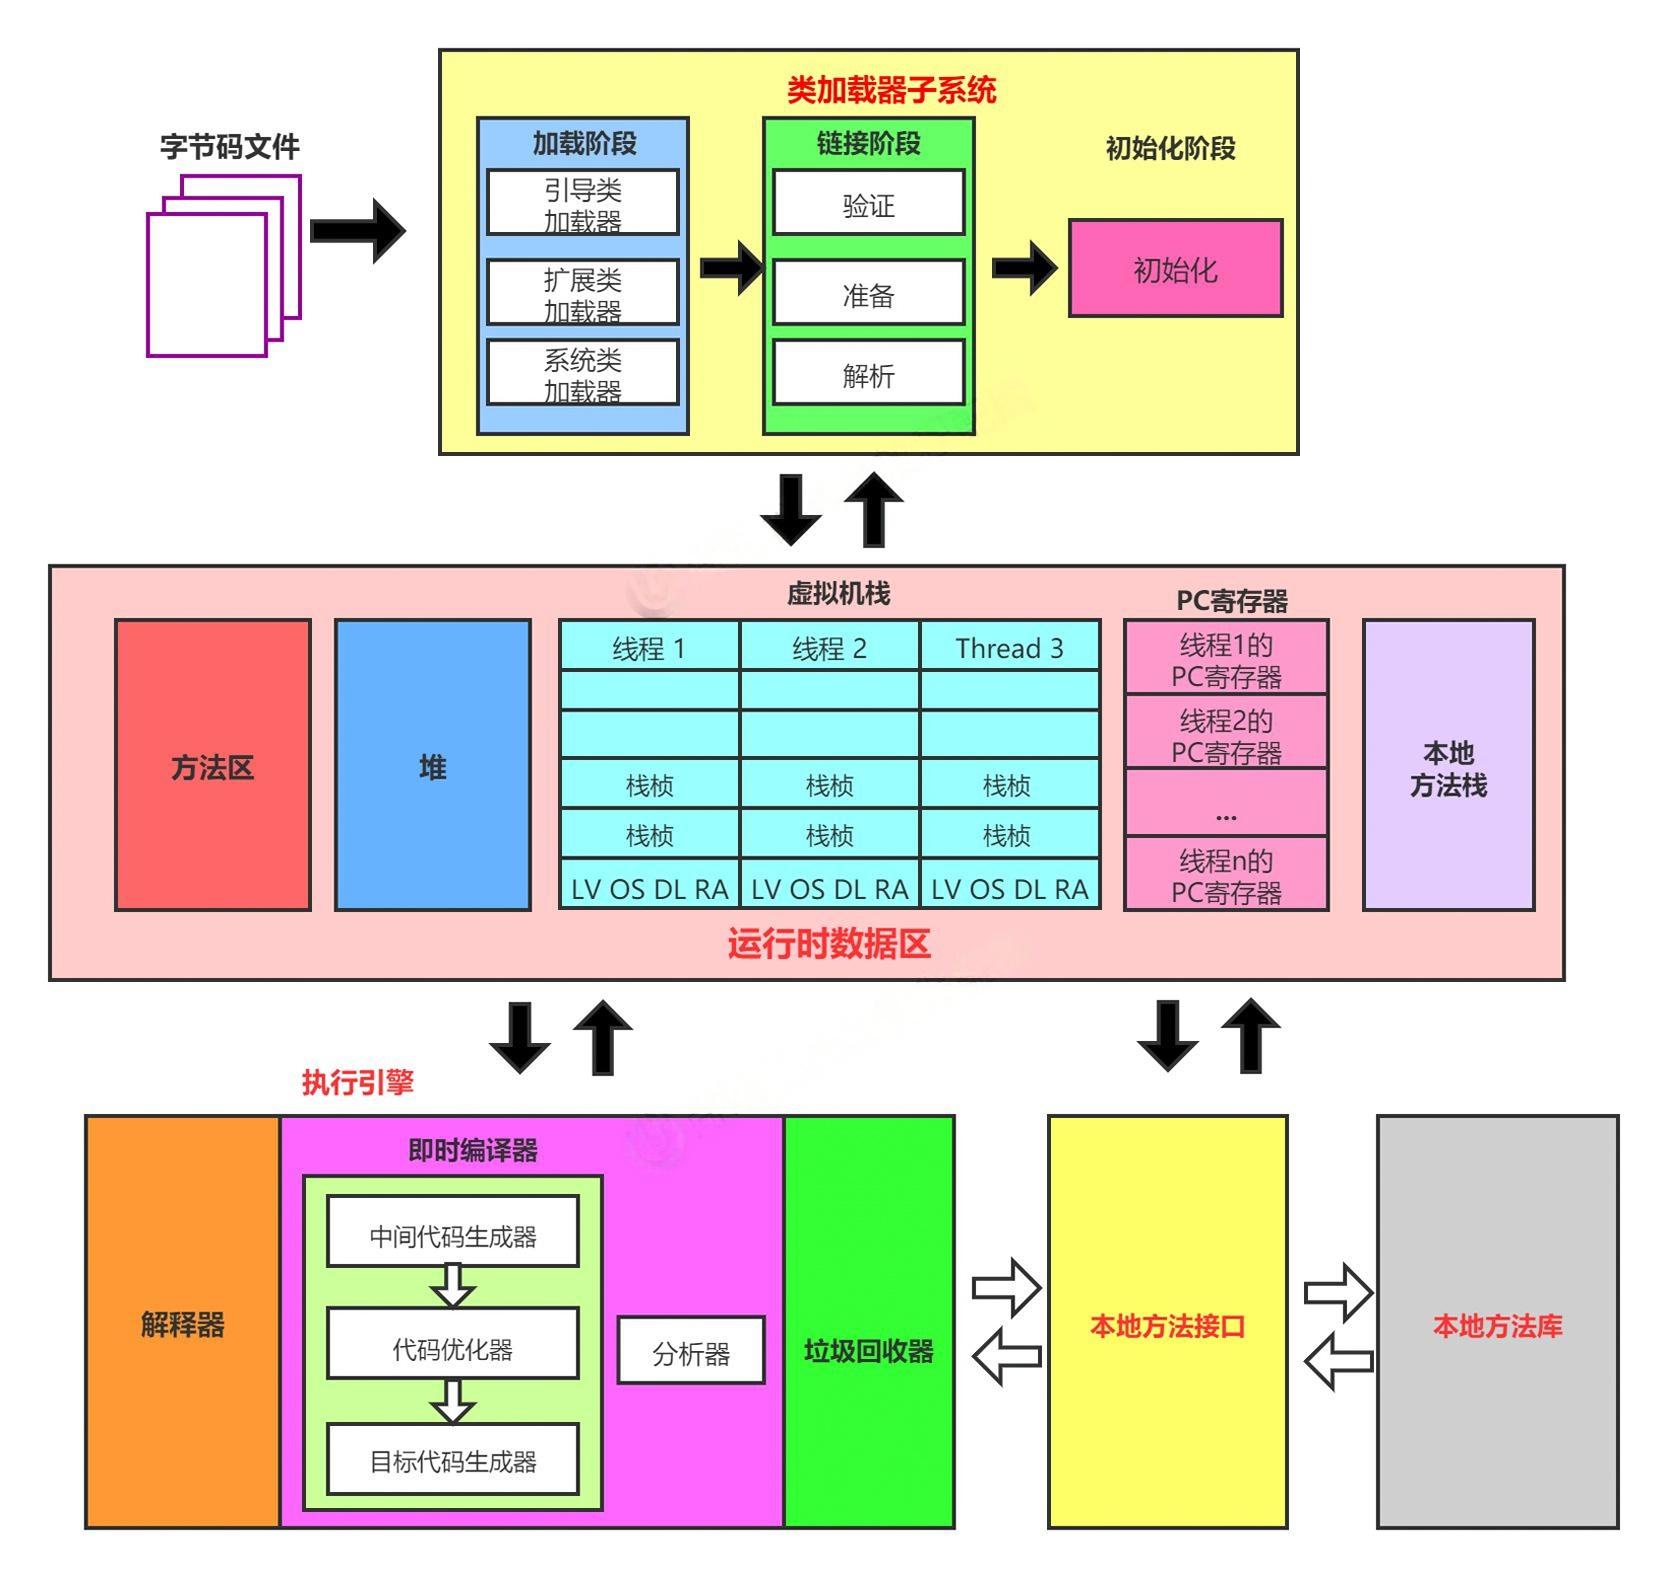 类加载器子系统
字节码文件
加载阶段
引导类
加载器
扩展类
加载器
系统类
加载器
链接阶段
验证
准备
解析
初始化阶段
初始化
方法区
堆
虚拟机栈
线程 1 线程 2 Thread 3
栈桢 栈桢 栈桢
栈桢 栈桢 栈桢
LV OS DL RA LV OS DL RA LV OS DL RA
PC寄存器
线程1的
PC寄存器
线程2的
PC寄存器
...
线程n的
PC寄存器
本地
方法栈
运行时数据区
执行引擎
解释器
即时编译器
中间代码生成器
代码优化器
目标代码生成器
分析器
垃圾回收器
本地方法接口
本地方法库